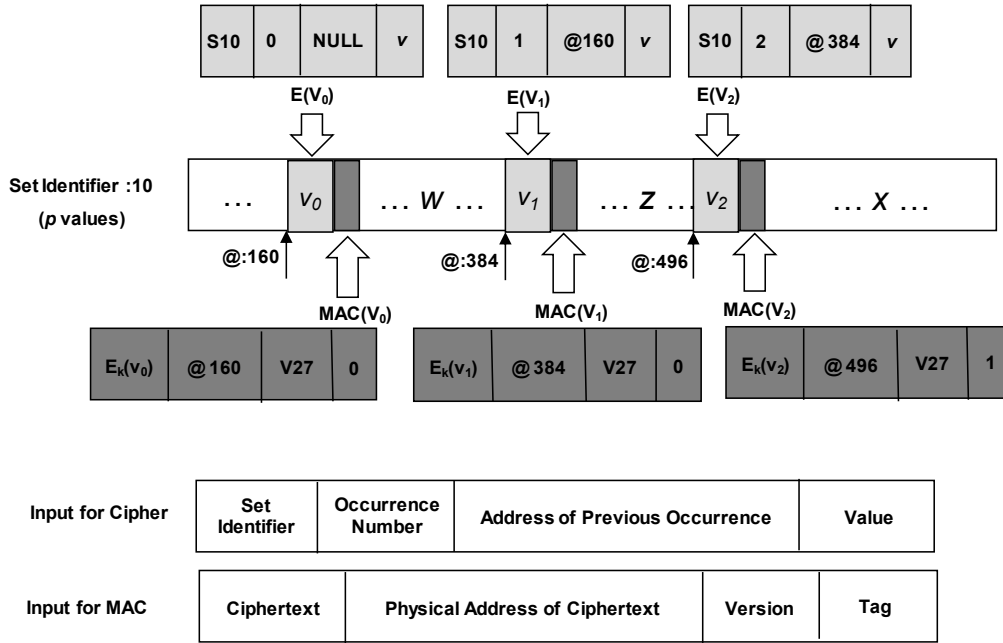 S10 0 NULL v
S10 1 @160 v
S10 2 @384 v
E(V₀)
E(V₁)
E(V₂)
Set Identifier :10
(p values)
... v₀ ... W ... v₁ ... Z ... v₂ ... X ...
@:160
@:384
@:496
MAC(V₀)
MAC(V₁)
MAC(V₂)
Eₖ(v₀) @160 V27 0
Eₖ(v₁) @384 V27 0
Eₖ(v₂) @496 V27 1
Input for Cipher
Set
Identifier
Occurrence
Number
Address of Previous Occurrence
Value
Input for MAC
Ciphertext
Physical Address of Ciphertext
Version
Tag